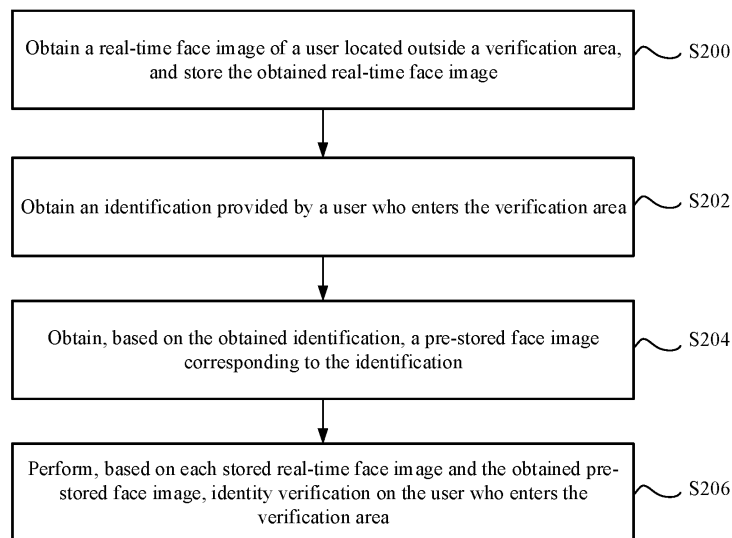 Obtain a real-time face image of a user located outside a verification area,
and store the obtained real-time face image
S200
Obtain an identification provided by a user who enters the verification area
S202
Obtain, based on the obtained identification, a pre-stored face image
corresponding to the identification
S204
Perform, based on each stored real-time face image and the obtained pre-
stored face image, identity verification on the user who enters the
verification area
S206